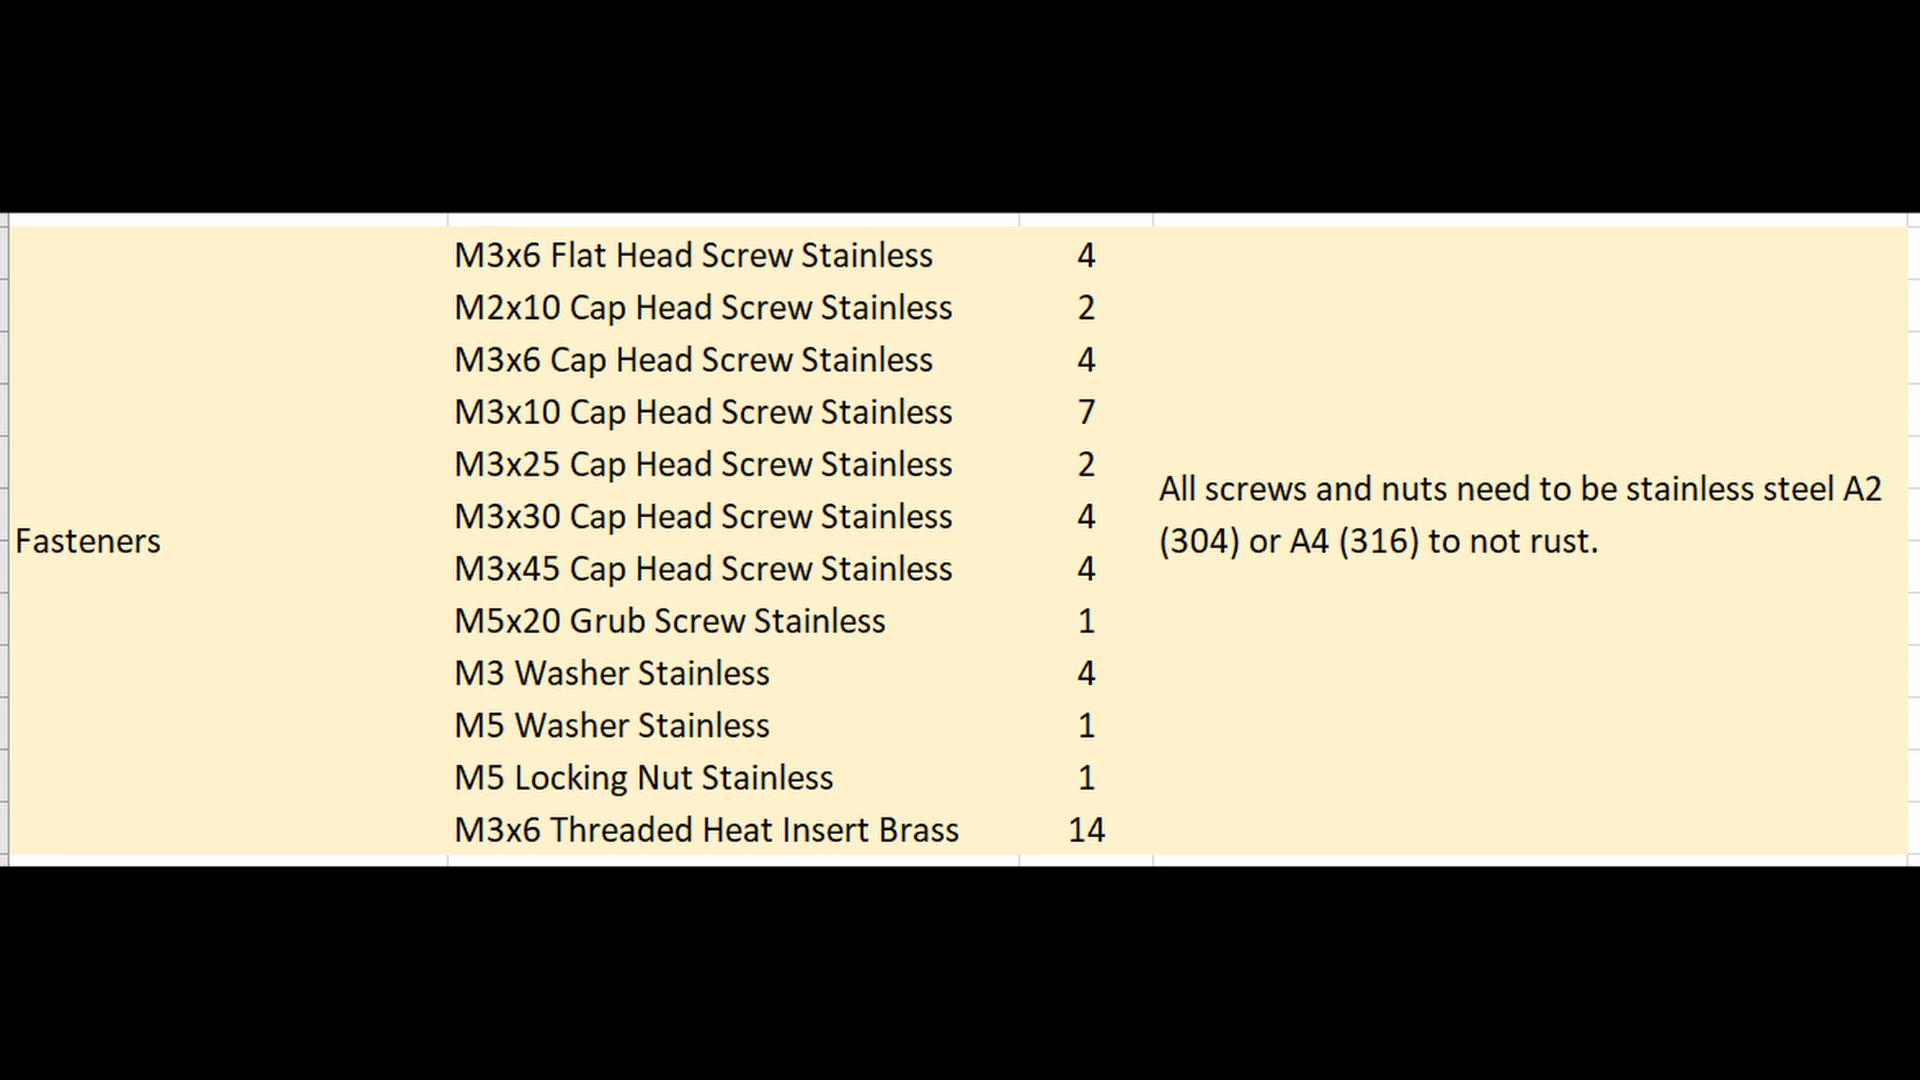 Fasteners
M3x6 Flat Head Screw Stainless 4
M2x10 Cap Head Screw Stainless 2
M3x6 Cap Head Screw Stainless 4
M3x10 Cap Head Screw Stainless 7
M3x25 Cap Head Screw Stainless 2
M3x30 Cap Head Screw Stainless 4
M3x45 Cap Head Screw Stainless 4
M5x20 Grub Screw Stainless 1
M3 Washer Stainless 4
M5 Washer Stainless 1
M5 Locking Nut Stainless 1
M3x6 Threaded Heat Insert Brass 14
All screws and nuts need to be stainless steel A2
(304) or A4 (316) to not rust.